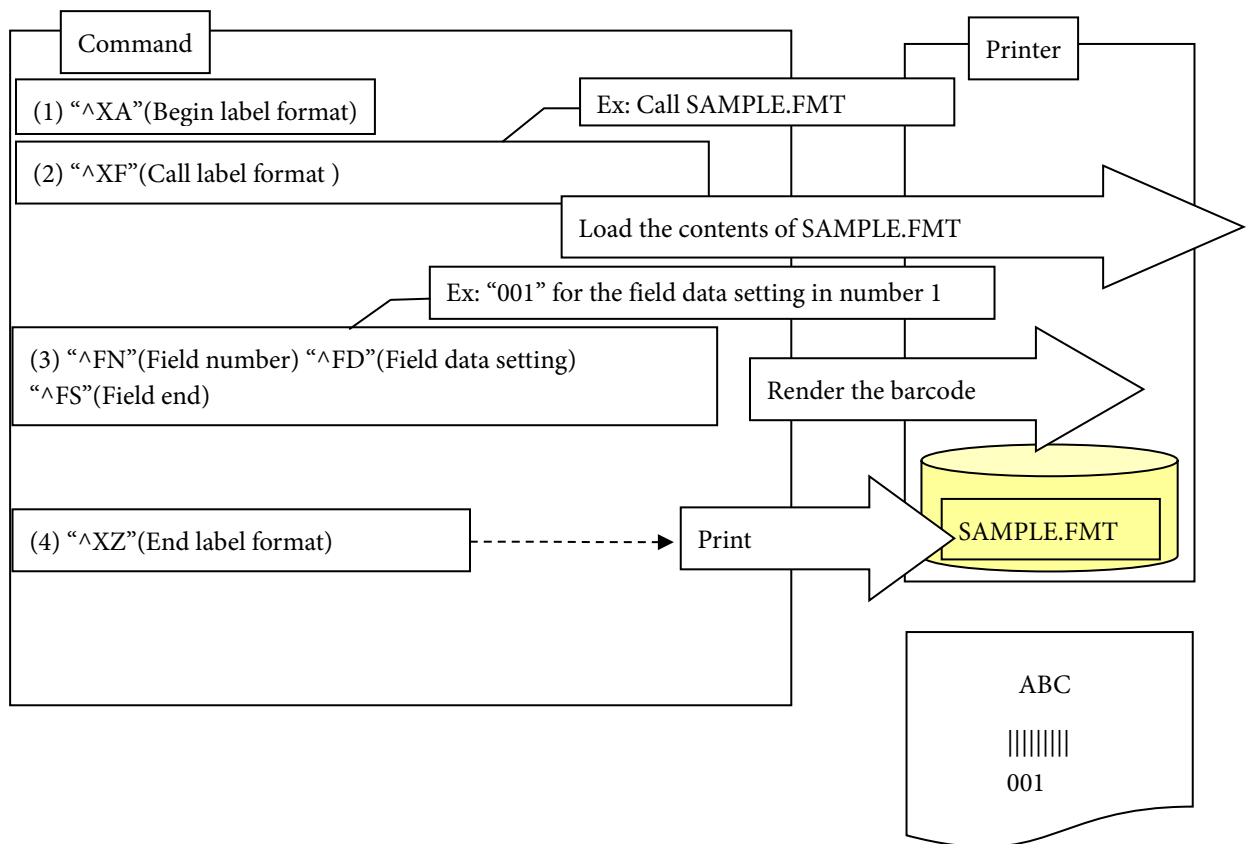 Command
Printer
(1) “^XA”(Begin label format)
Ex: Call SAMPLE.FMT
(2) “^XF”(Call label format )
Load the contents of SAMPLE.FMT
Ex: “001” for the field data setting in number 1
(3) “^FN”(Field number) “^FD”(Field data setting)
“^FS”(Field end)
Render the barcode
(4) “^XZ”(End label format)
Print
SAMPLE.FMT
ABC
001